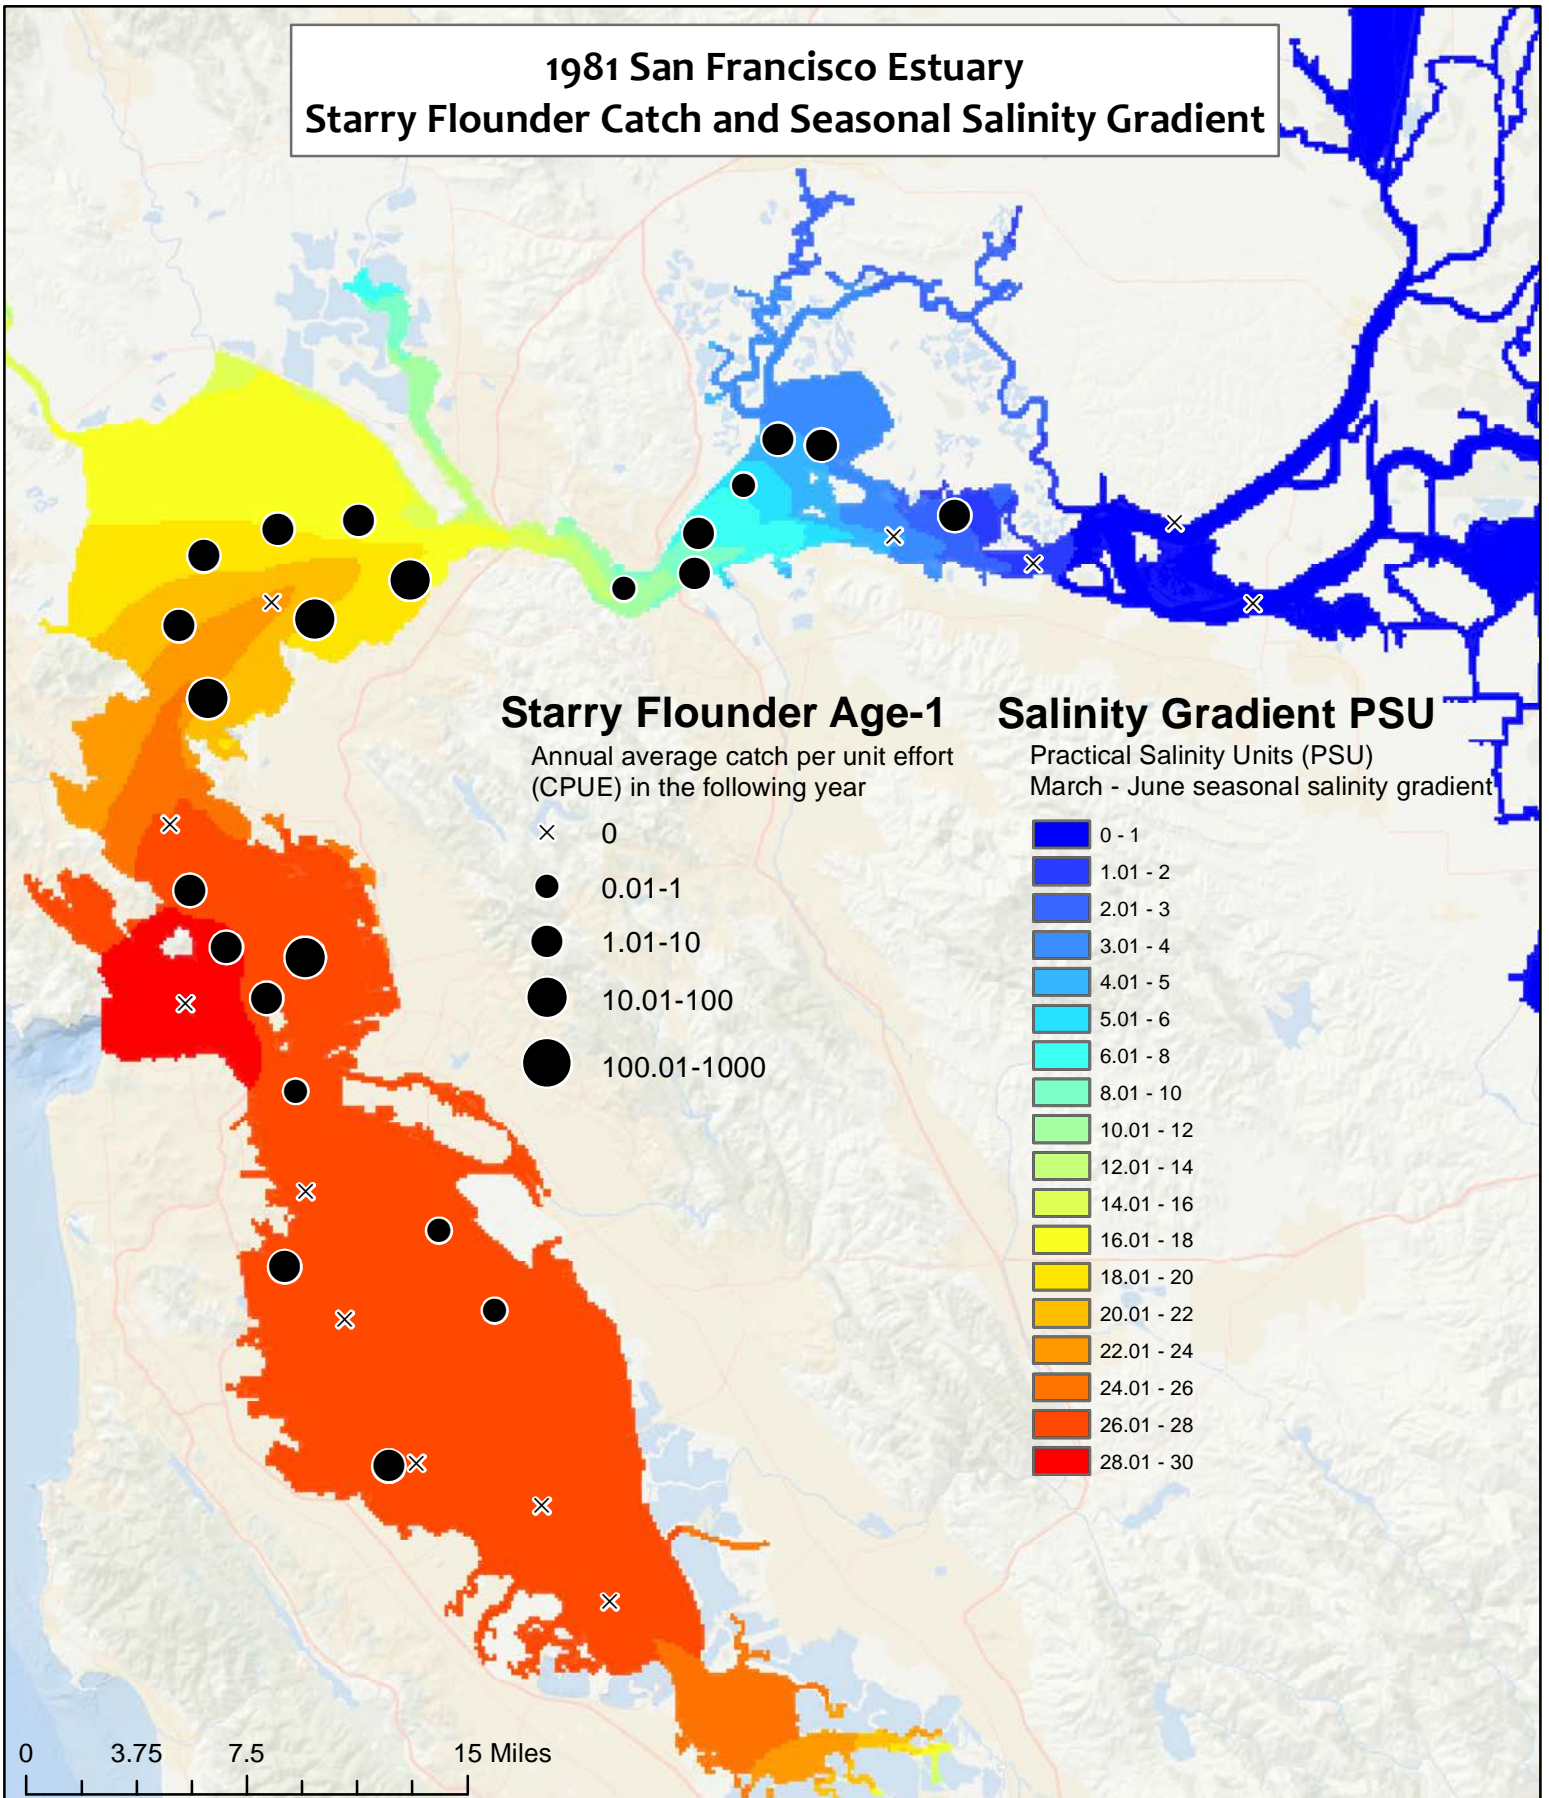 1981 San Francisco Estuary
Starry Flounder Catch and Seasonal Salinity Gradient
Starry Flounder Age-1
Annual average catch per unit effort
(CPUE) in the following year
0
0.01-1
1.01-10
10.01-100
100.01-1000
Salinity Gradient PSU
Practical Salinity Units (PSU)
March - June seasonal salinity gradient
0 - 1
1.01 - 2
2.01 - 3
3.01 - 4
4.01 - 5
5.01 - 6
6.01 - 8
8.01 - 10
10.01 - 12
12.01 - 14
14.01 - 16
16.01 - 18
18.01 - 20
20.01 - 22
22.01 - 24
24.01 - 26
26.01 - 28
28.01 - 30
0 3.75 7.5 15 Miles